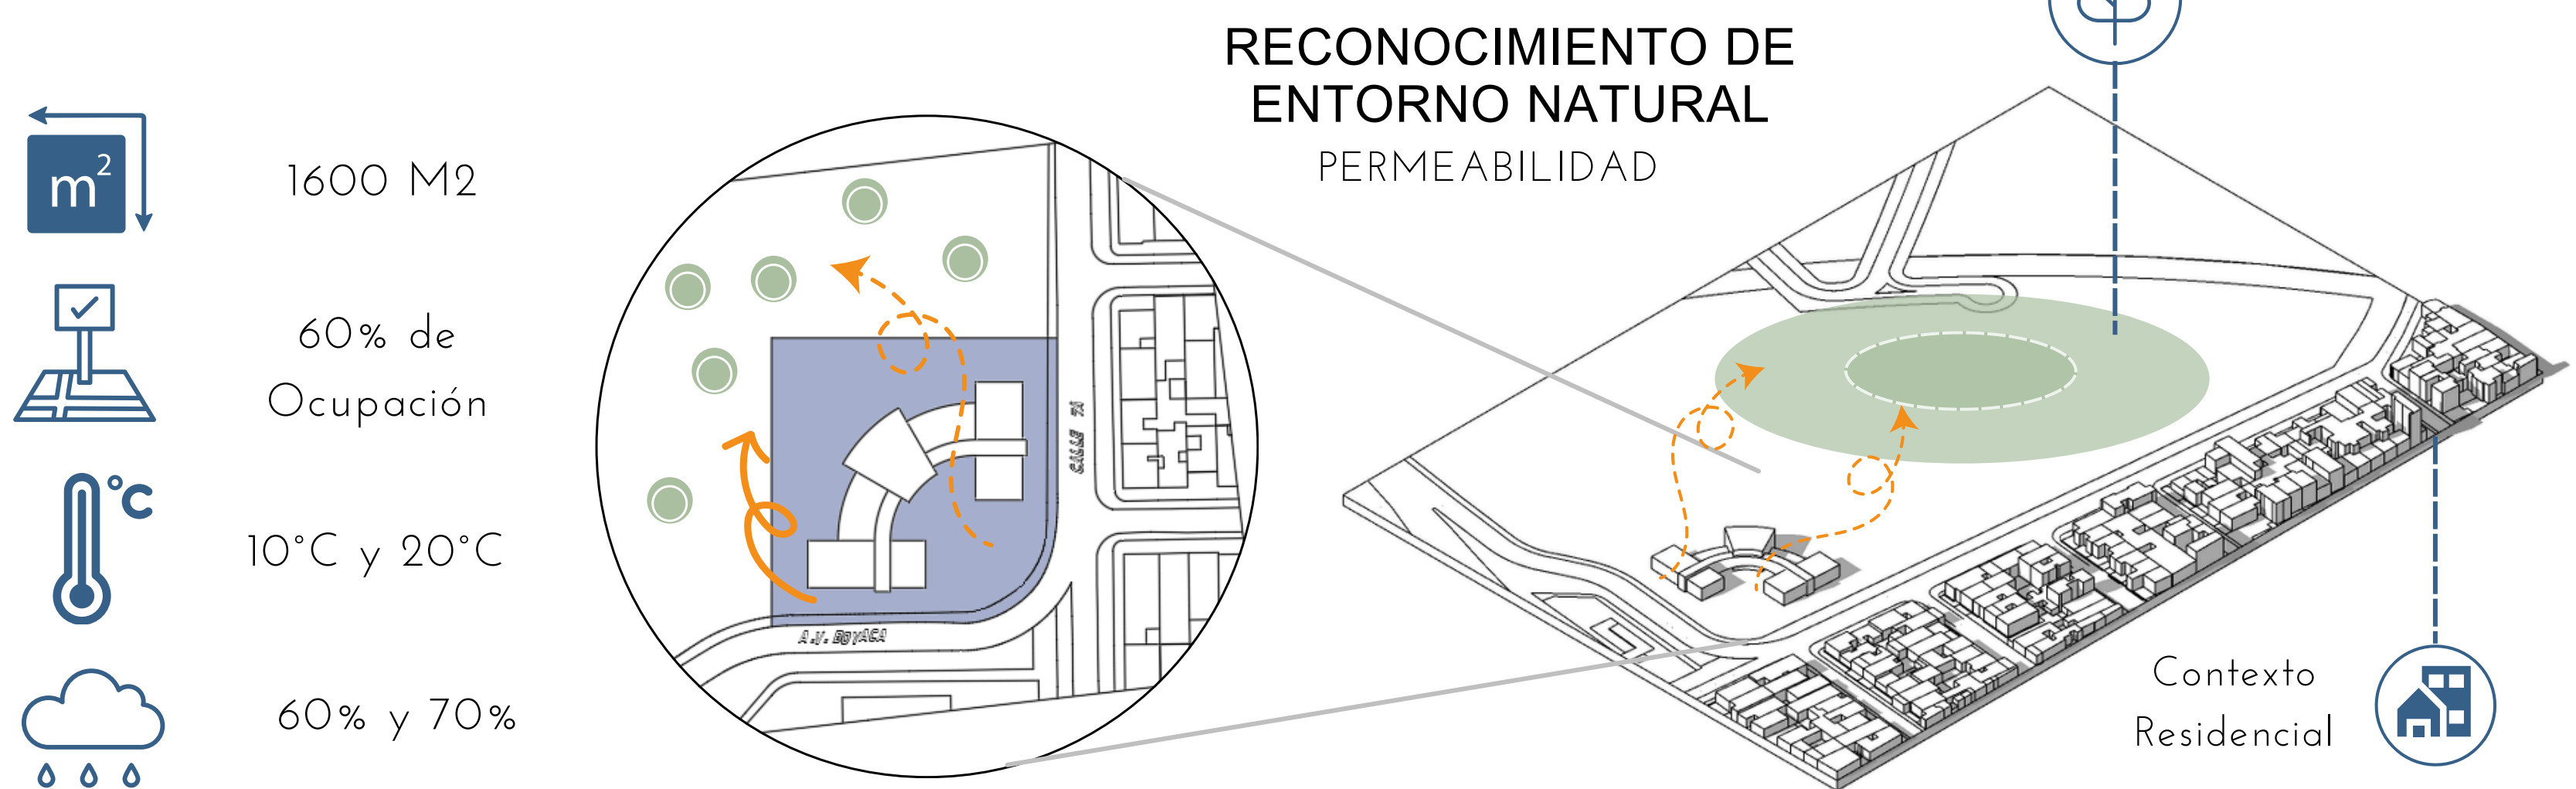 RECONOCIMIENTO DE
ENTORNO NATURAL
PERMEABILIDAD
m²
1600 M2
60% de
Ocupación
°C
10°C y 20°C
60% y 70%
CALLE 7A
A.V. BOYACA
Contexto
Residencial